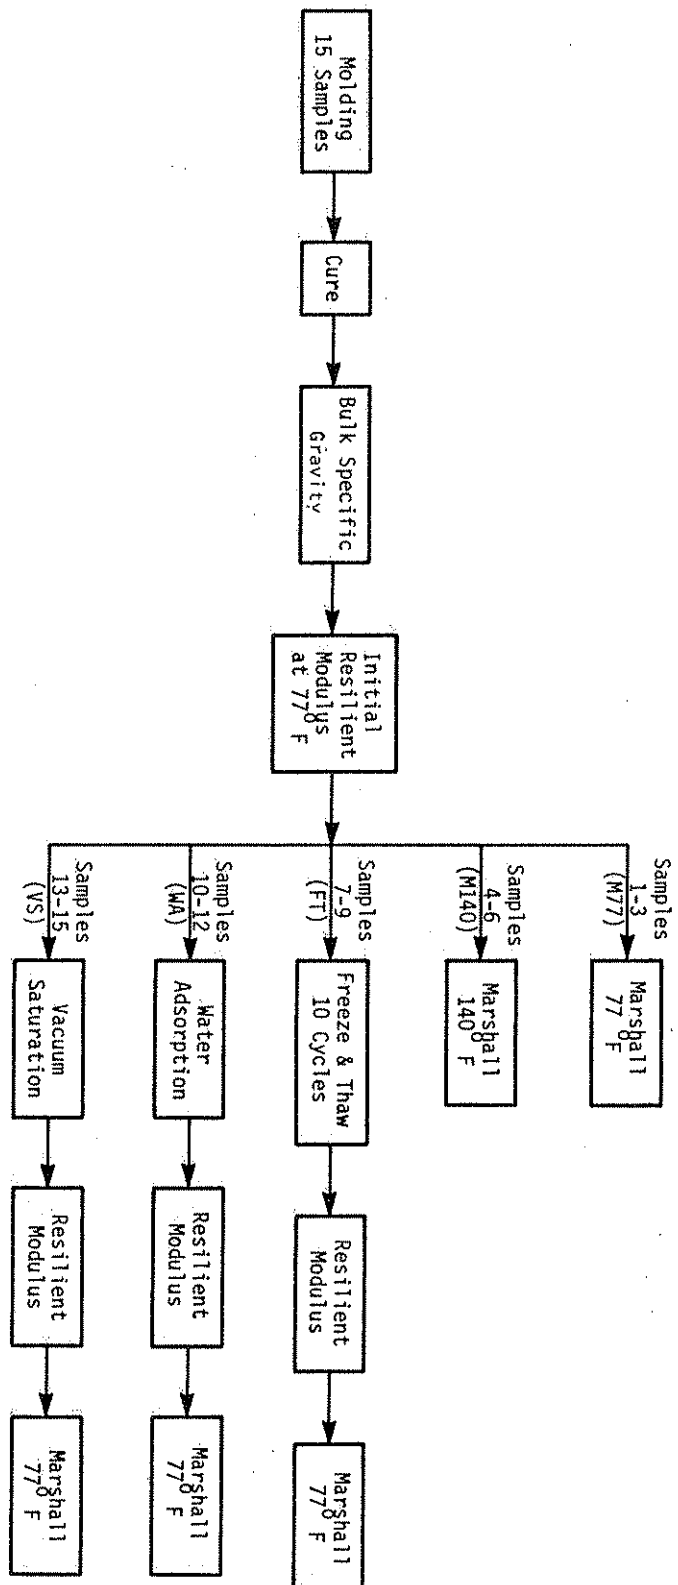 Molding
15 Samples
Cure
Bulk Specific
Gravity
Initial
Resilient
Modulus
at 77° F
Samples
1-3
(M77)
Marshall
77° F
Samples
4-6
(M140)
Marshall
140° F
Samples
7-9
(FT)
Freeze & Thaw
10 Cycles
Resilient
Modulus
Marshall
77° F
Samples
10-12
(WA)
Water
Adsorption
Resilient
Modulus
Marshall
77° F
Samples
13-15
(VS)
Vacuum
Saturation
Resilient
Modulus
Marshall
77° F